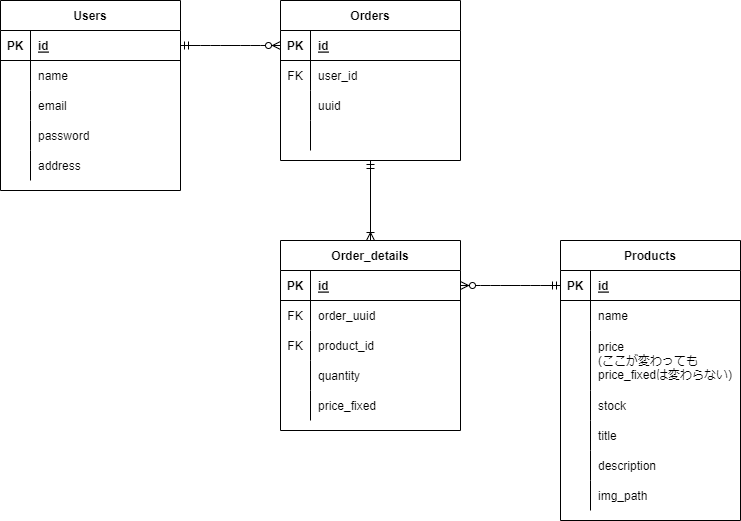 Users
PK id
name
email
password
address
Orders
PK id
FK user_id
uuid
Order_details
PK id
FK order_uuid
FK product_id
quantity
price_fixed
Products
PK id
name
price
(ここが変わっても
price_fixedは変わらない)
stock
title
description
img_path